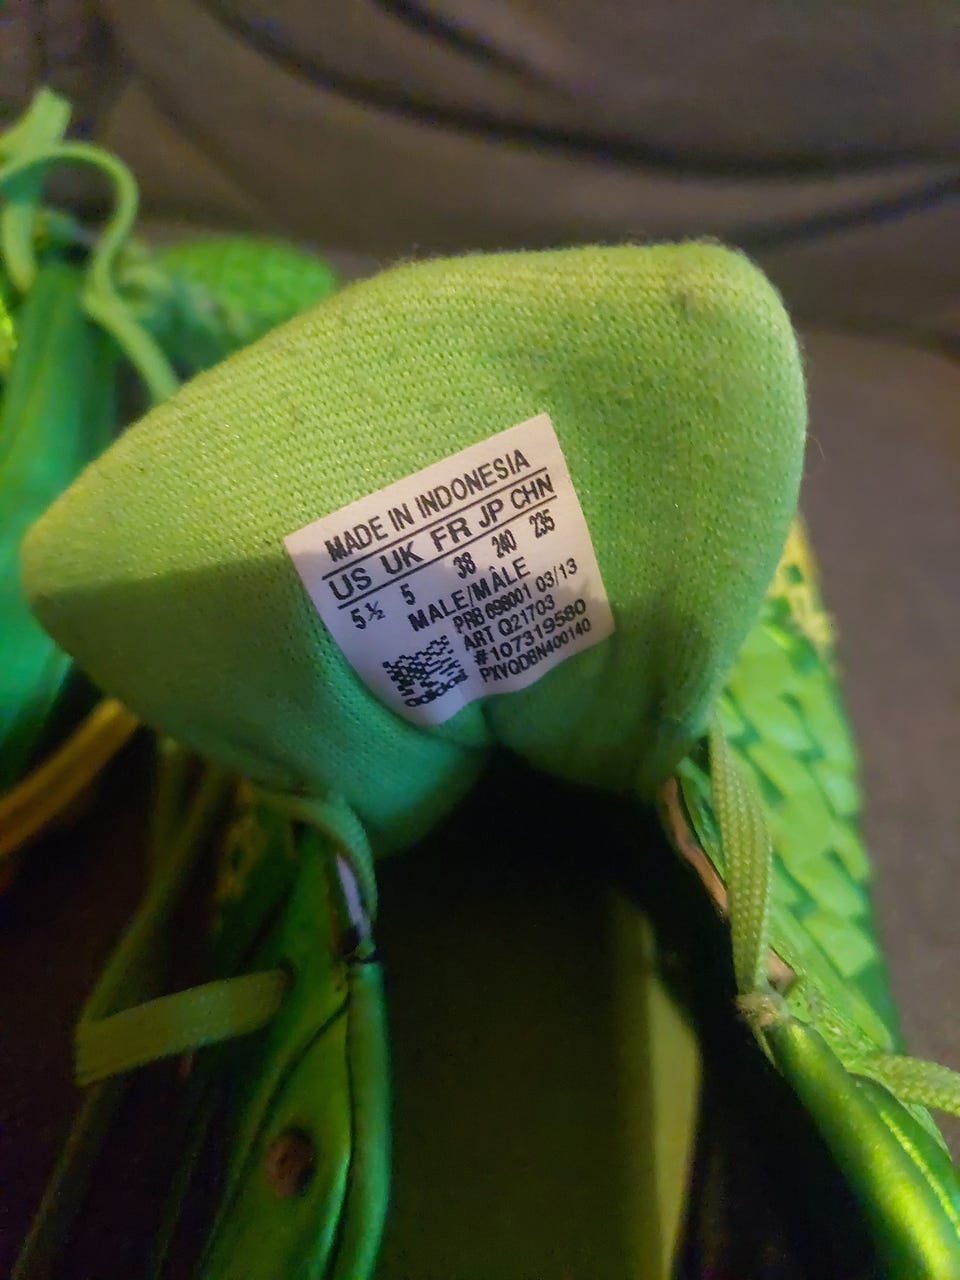 MADE IN INDONESIA
US UK FR JP CHN
5½ 5 38 240 235
MALE/MÂLE
PRB 698001 03/13
ART Q21703
#107319580
PXVQDBN400140
adidas